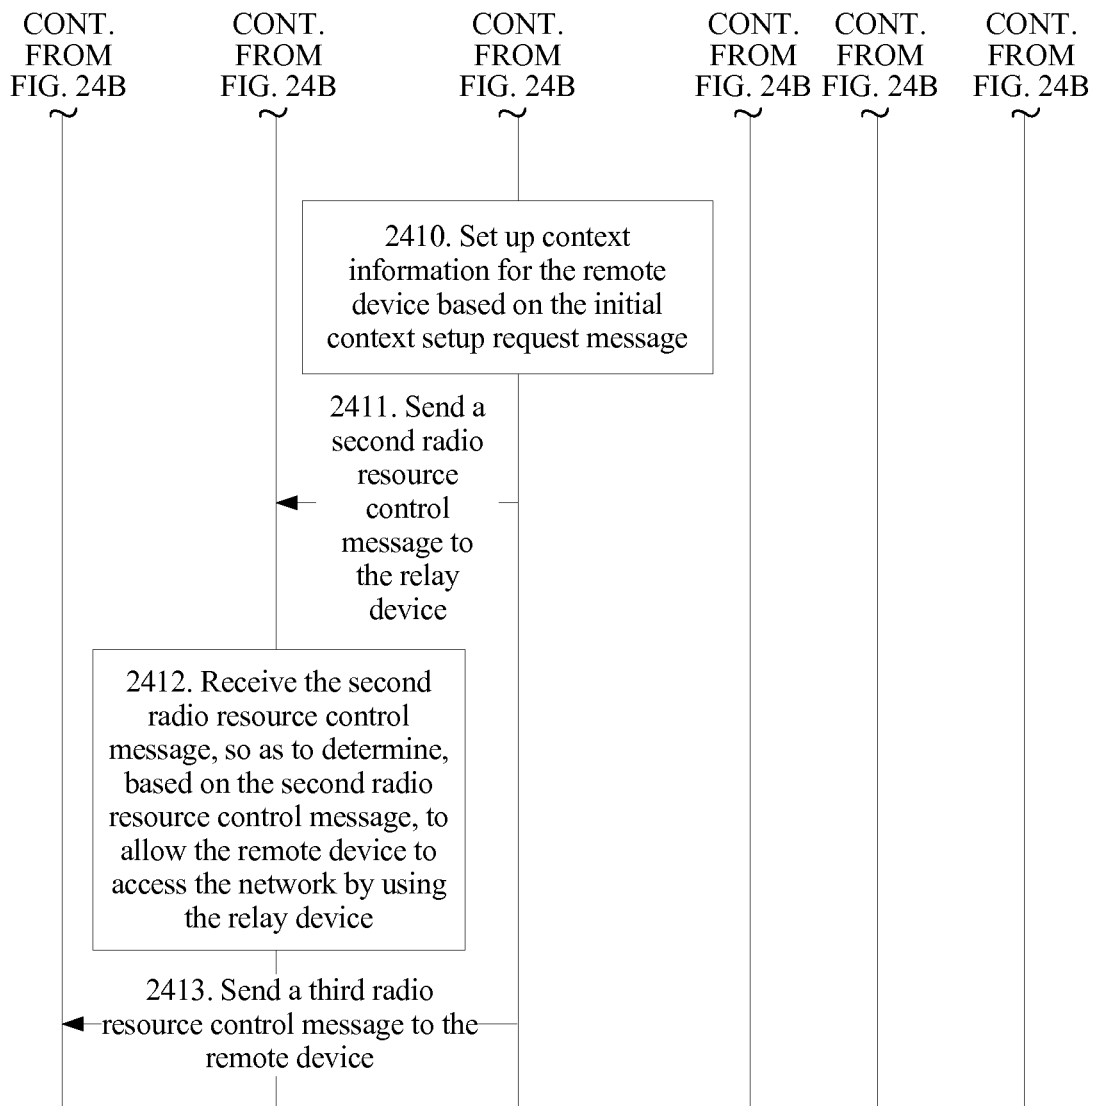 CONT.
FROM
FIG. 24B
CONT.
FROM
FIG. 24B
CONT.
FROM
FIG. 24B
CONT.
FROM
FIG. 24B
CONT.
FROM
FIG. 24B
CONT.
FROM
FIG. 24B
2410. Set up context
information for the remote
device based on the initial
context setup request message
2411. Send a
second radio
resource
control
message to
the relay
device
2412. Receive the second
radio resource control
message, so as to determine,
based on the second radio
resource control message, to
allow the remote device to
access the network by using
the relay device
2413. Send a third radio
resource control message to the
remote device